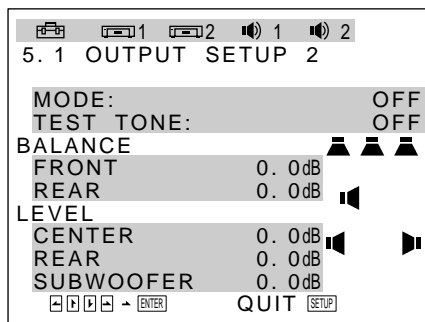 1 2 1 2
5. 1 OUTPUT SETUP 2
MODE: OFF
TEST TONE: OFF
BALANCE
FRONT 0. 0dB
REAR 0. 0dB
LEVEL
CENTER 0. 0dB
REAR 0. 0dB
SUBWOOFER 0. 0dB
ENTER QUIT SETUP